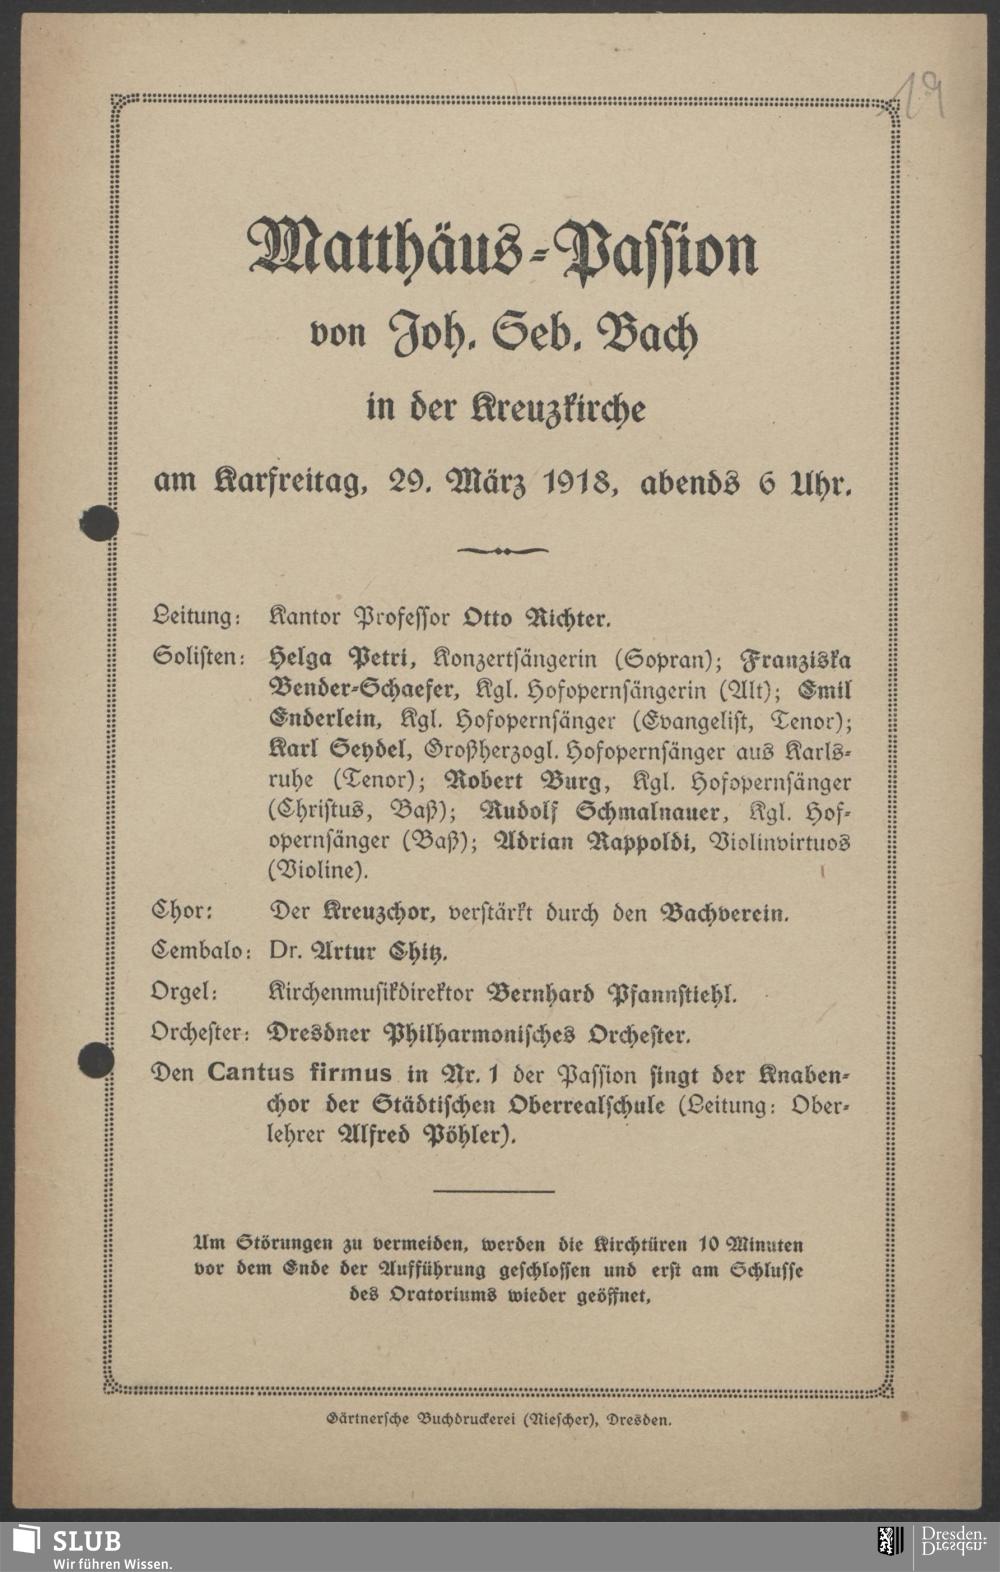 19
Matthäus-Passion
von Joh. Seb. Bach
in der Kreuzkirche
am Karfreitag, 29. März 1918, abends 6 Uhr.
Leitung: Kantor Professor Otto Richter.
Solisten: Helga Petri, Konzertsängerin (Sopran); Franziska
Bender-Schaefer, Kgl. Hofopernsängerin (Alt); Emil
Enderlein, Kgl. Hofopernsänger (Evangelist, Tenor);
Karl Seydel, Großherzogl. Hofopernsänger aus Karls-
ruhe (Tenor); Robert Burg, Kgl. Hofopernsänger
(Christus, Baß); Rudolf Schmalnauer, Kgl. Hof-
opernsänger (Baß); Adrian Rappoldi, Violinvirtuos
(Violine).
Chor: Der Kreuzchor, verstärkt durch den Bachverein.
Cembalo: Dr. Artur Chitz.
Orgel: Kirchenmusikdirektor Bernhard Pfannstiehl.
Orchester: Dresdner Philharmonisches Orchester.
Den Cantus firmus in Nr. 1 der Passion singt der Knaben-
chor der Städtischen Oberrealschule (Leitung: Ober-
lehrer Alfred Pöhler).
Um Störungen zu vermeiden, werden die Kirchtüren 10 Minuten
vor dem Ende der Aufführung geschlossen und erst am Schlusse
des Oratoriums wieder geöffnet.
Gärtnersche Buchdruckerei (Niescher), Dresden.
SLUB
Wir führen Wissen.
Dresden.
Dresden.